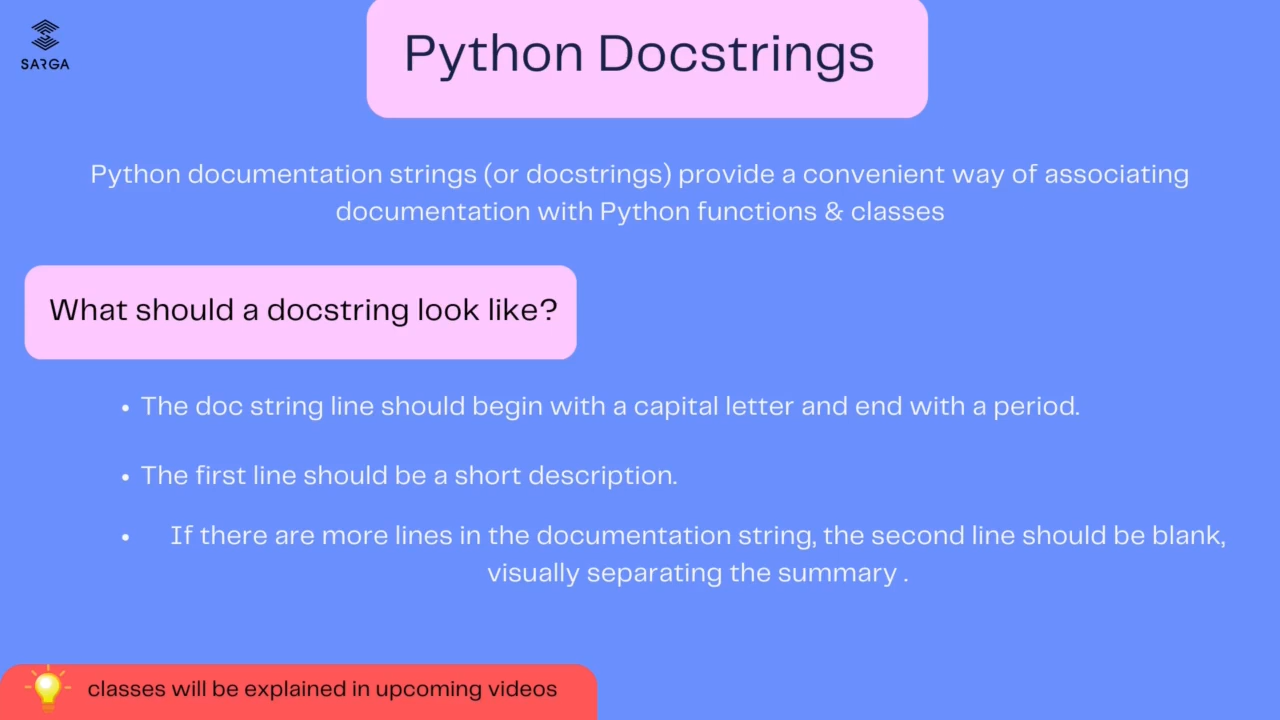 SARGA
Python Docstrings
Python documentation strings (or docstrings) provide a convenient way of associating
documentation with Python functions & classes
What should a docstring look like?
• The doc string line should begin with a capital letter and end with a period.
• The first line should be a short description.
• If there are more lines in the documentation string, the second line should be blank,
visually separating the summary .
classes will be explained in upcoming videos